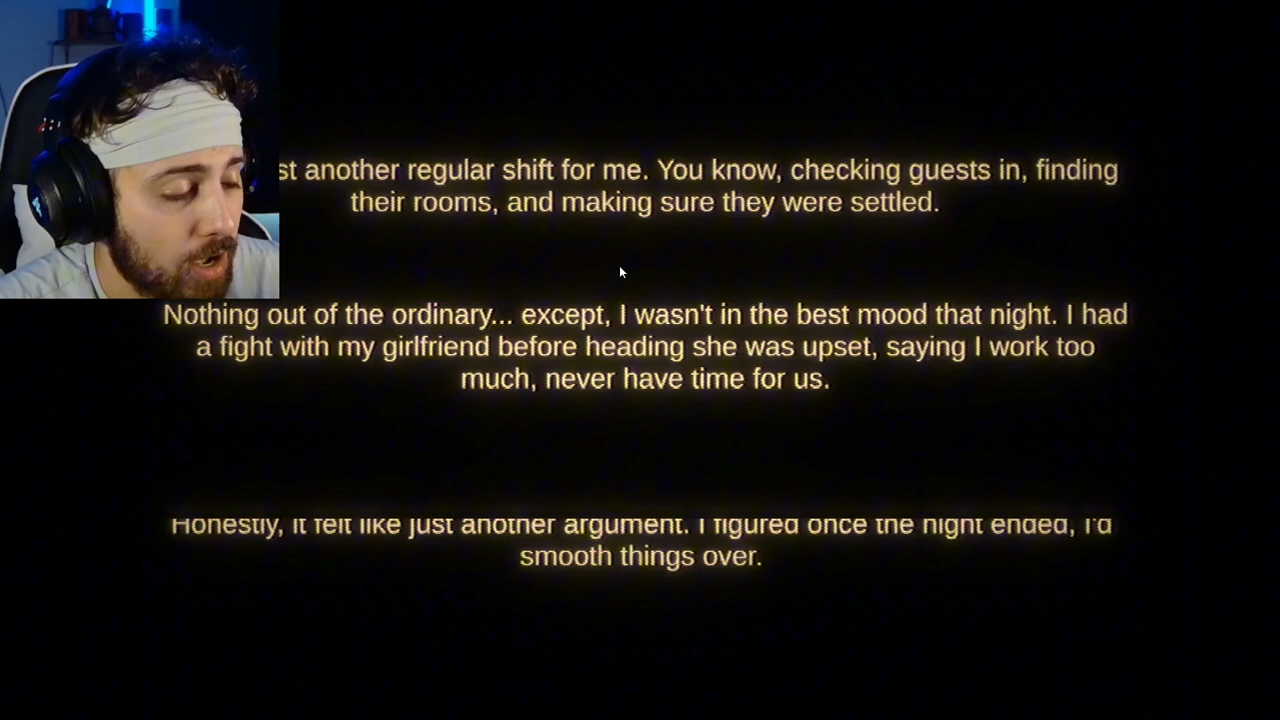 another regular shift for me. You know, checking guests in, finding
their rooms, and making sure they were settled.
Nothing out of the ordinary... except, I wasn't in the best mood that night. I had
a fight with my girlfriend before heading she was upset, saying I work too
much, never have time for us.
Honestly, it felt like just another argument. I figured once the night ended, I'd
smooth things over.